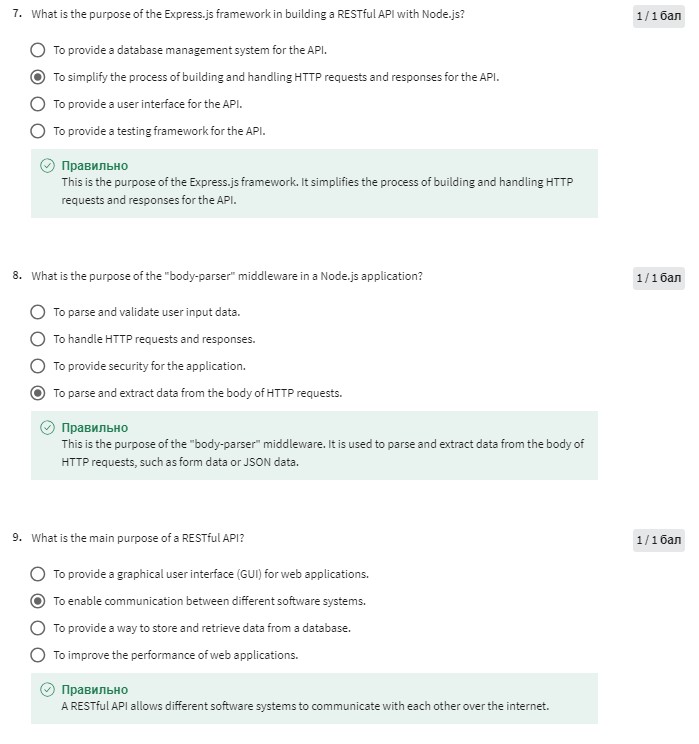 7. What is the purpose of the Express.js framework in building a RESTful API with Node.js?
1 / 1 бал
To provide a database management system for the API.
To simplify the process of building and handling HTTP requests and responses for the API.
To provide a user interface for the API.
To provide a testing framework for the API.
Правильно
This is the purpose of the Express.js framework. It simplifies the process of building and handling HTTP
requests and responses for the API.
8. What is the purpose of the "body-parser" middleware in a Node.js application?
1 / 1 бал
To parse and validate user input data.
To handle HTTP requests and responses.
To provide security for the application.
To parse and extract data from the body of HTTP requests.
Правильно
This is the purpose of the "body-parser" middleware. It is used to parse and extract data from the body of
HTTP requests, such as form data or JSON data.
9. What is the main purpose of a RESTful API?
1 / 1 бал
To provide a graphical user interface (GUI) for web applications.
To enable communication between different software systems.
To provide a way to store and retrieve data from a database.
To improve the performance of web applications.
Правильно
A RESTful API allows different software systems to communicate with each other over the internet.